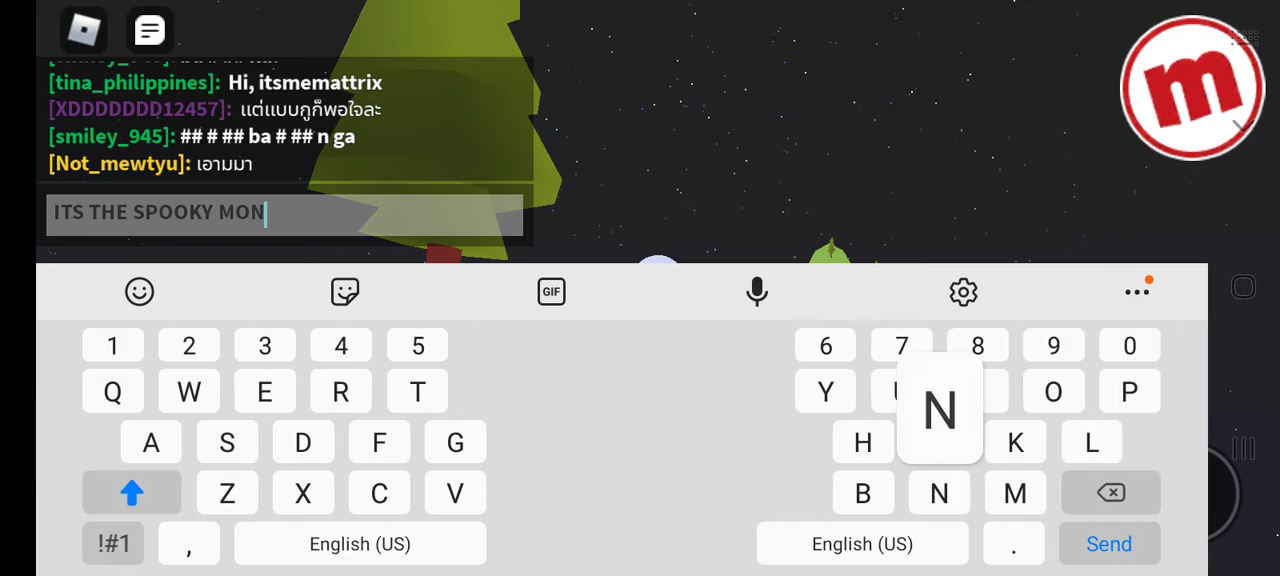 [tina_philippines]: Hi, itsmemattrix
[XDDDDDDD12457]: แต่แบบกูก็พอใจละ
[smiley_945]: ## # ## ba # ## n ga
[Not_mewtyu]: เอามมา
ITS THE SPOOKY MON
m
GIF
1 2 3 4 5 6 7 8 9 0
Q W E R T Y U O P
N
A S D F G H K L
Z X C V B N M
!#1 , English (US) English (US) . Send